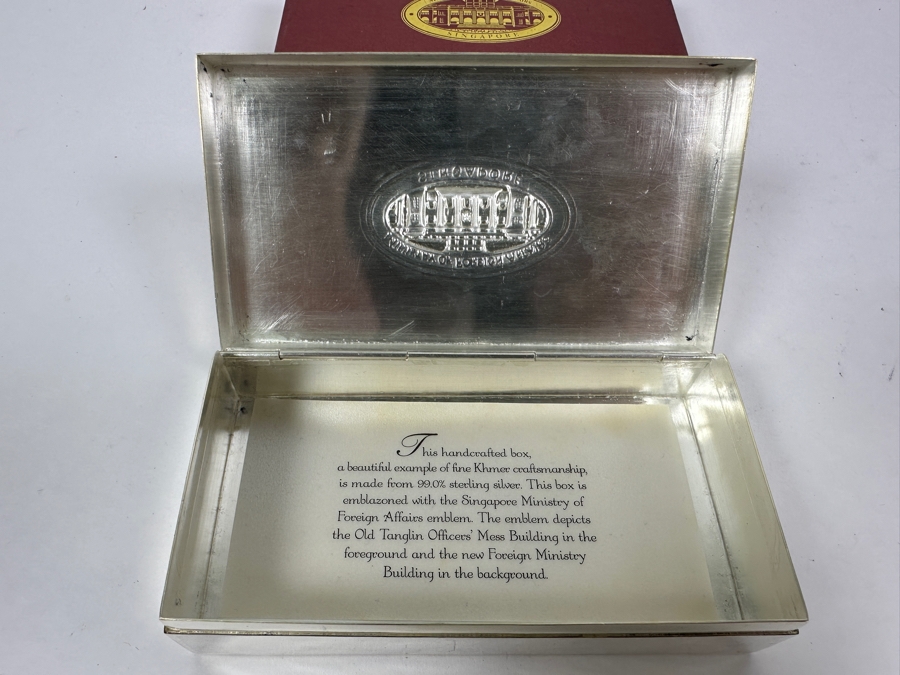 SINGAPORE
SINGAPORE
This handcrafted box,
a beautiful example of fine Khmer craftsmanship,
is made from 99.0% sterling silver. This box is
emblazoned with the Singapore Ministry of
Foreign Affairs emblem. The emblem depicts
the Old Tanglin Officers' Mess Building in the
foreground and the new Foreign Ministry
Building in the background.